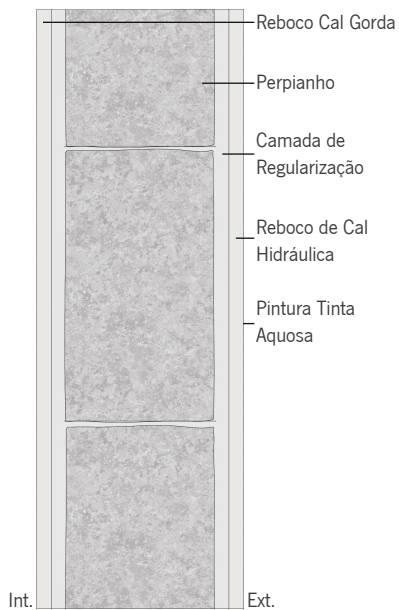 Reboco Cal Gorda
Perpianho
Camada de
Regularização
Reboco de Cal
Hidráulica
Pintura Tinta
Aquosa
Int.
Ext.